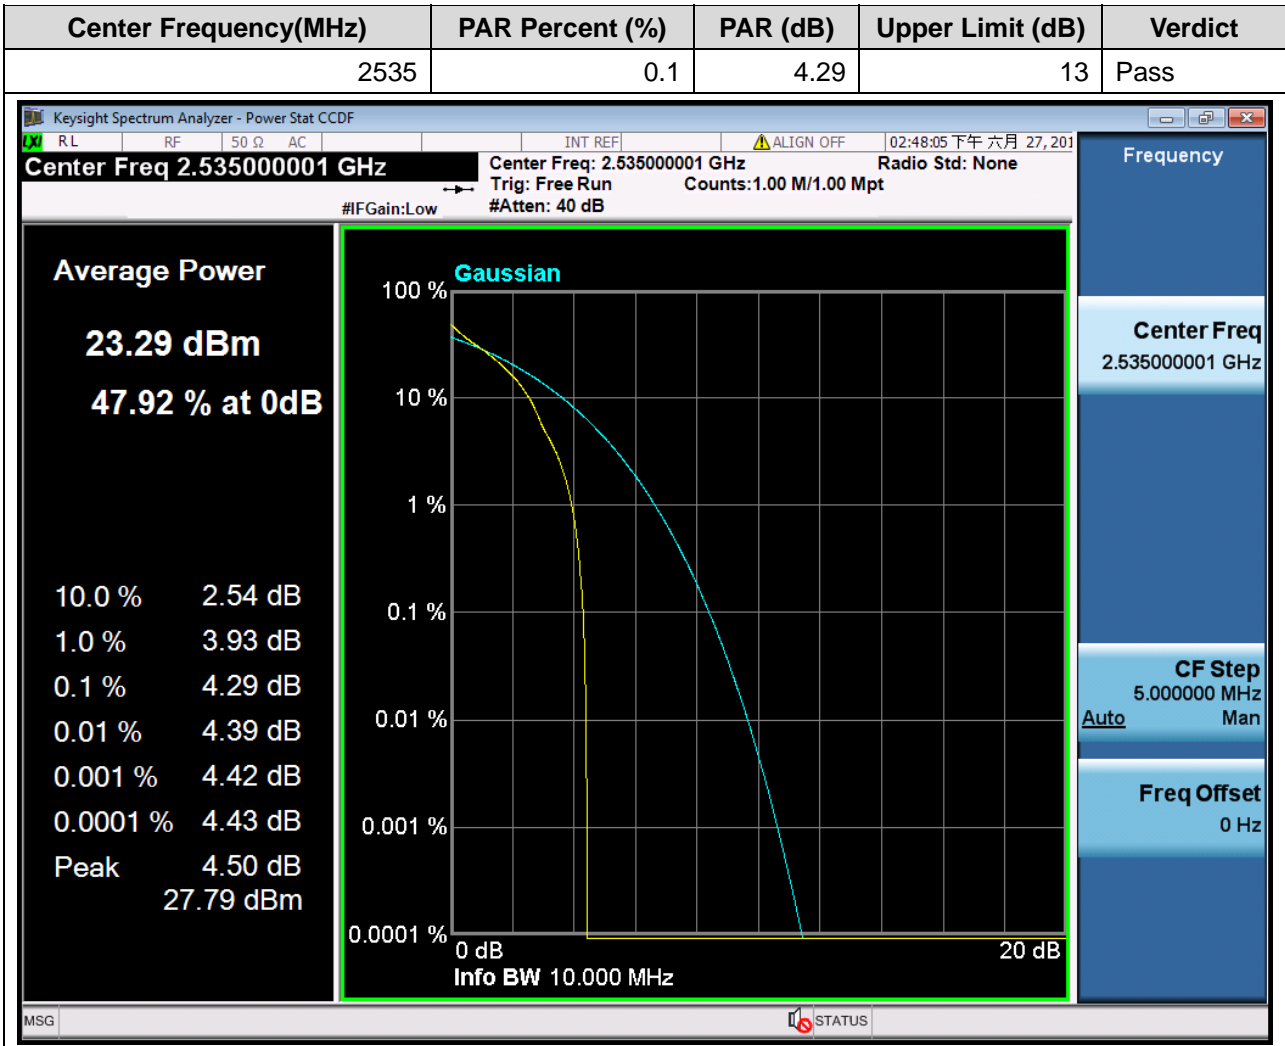 Center Frequency(MHz) PAR Percent (%) PAR (dB) Upper Limit (dB) Verdict
2535 0.1 4.29 13 Pass
Keysight Spectrum Analyzer - Power Stat CCDF
LXI RL RF 50 Ω AC INT REF ALIGN OFF 02:48:05 下午 六月 27, 201
Center Freq 2.535000001 GHz
Center Freq: 2.535000001 GHz Radio Std: None
Trig: Free Run Counts:1.00 M/1.00 Mpt
#IFGain:Low #Atten: 40 dB
Average Power
23.29 dBm
47.92 % at 0dB
10.0 % 2.54 dB
1.0 % 3.93 dB
0.1 % 4.29 dB
0.01 % 4.39 dB
0.001 % 4.42 dB
0.0001 % 4.43 dB
Peak 4.50 dB
27.79 dBm
Gaussian
100 %
10 %
1 %
0.1 %
0.01 %
0.001 %
0.0001 %
0 dB 20 dB
Info BW 10.000 MHz
Frequency
Center Freq
2.535000001 GHz
CF Step
5.000000 MHz
Auto Man
Freq Offset
0 Hz
MSG STATUS